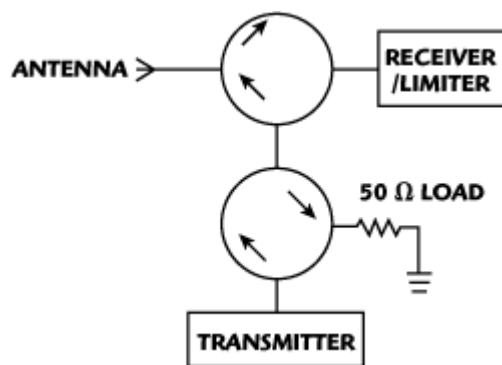 ANTENNA
RECEIVER
/LIMITER
50 Ω LOAD
TRANSMITTER